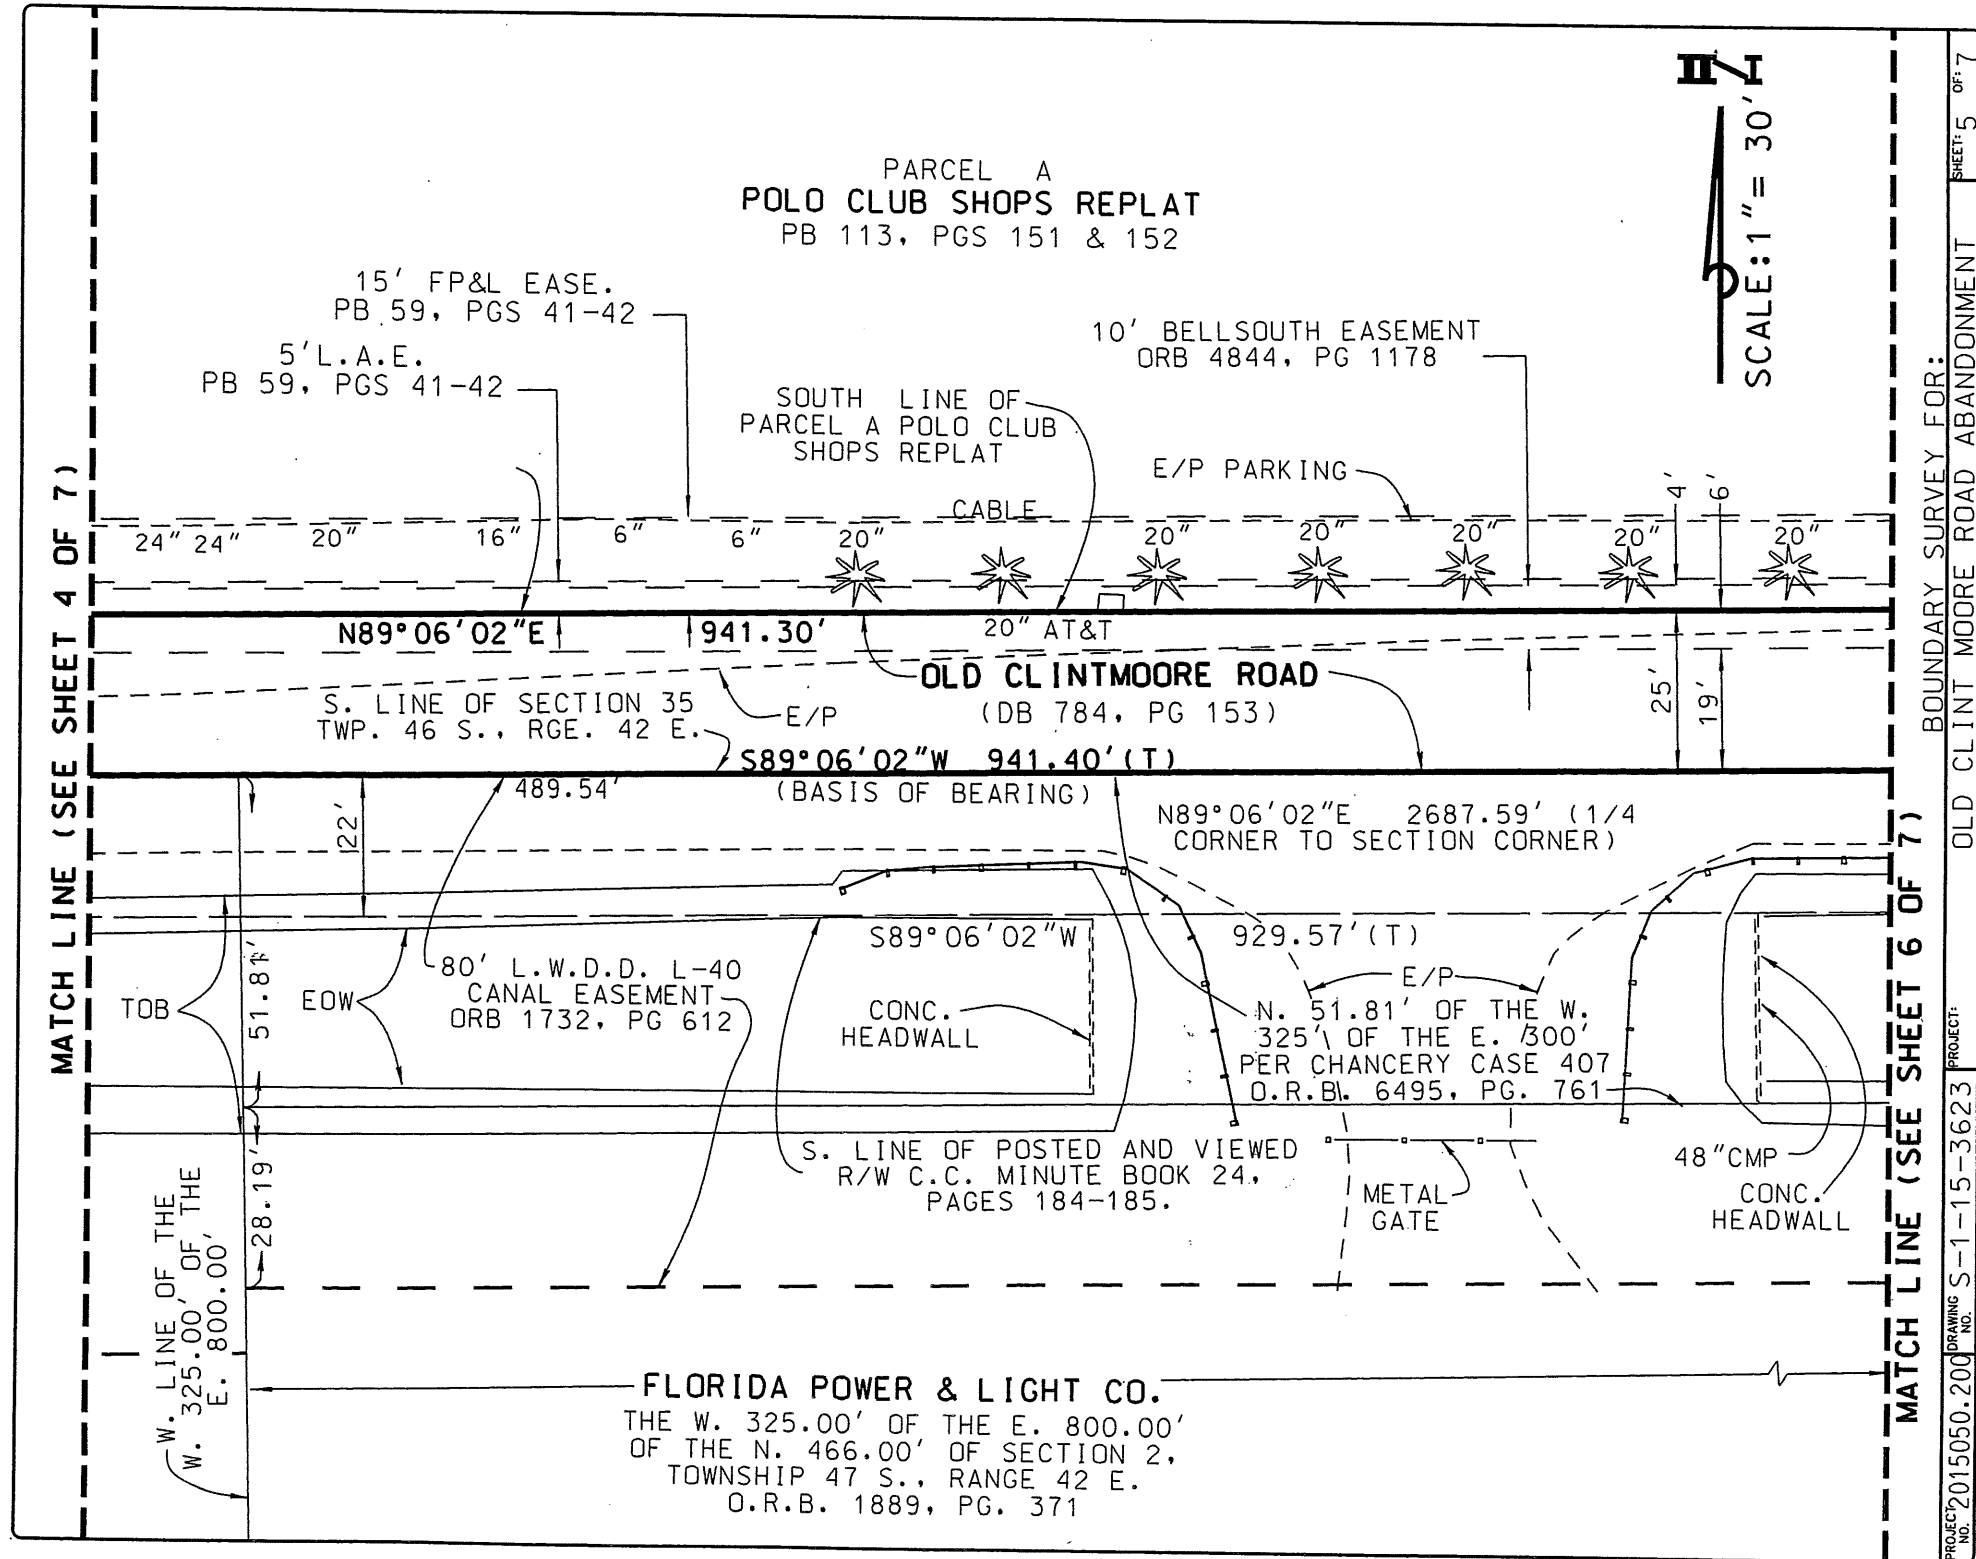 PARCEL A
POLO CLUB SHOPS REPLAT
PB 113, PGS 151 & 152
SCALE:1"= 30'
15' FP&L EASE.
PB 59, PGS 41-42
5'L.A.E.
PB 59, PGS 41-42
10' BELLSOUTH EASEMENT
ORB 4844, PG 1178
SOUTH LINE OF
PARCEL A POLO CLUB
SHOPS REPLAT
E/P PARKING
CABLE
4'
6'
24" 24" 20" 16" 6" 6" 20" 20" 20" 20" 20" 20"
N89°06'02"E 941.30'
20" AT&T
OLD CLINTMOORE ROAD
(DB 784, PG 153)
25'
19'
S. LINE OF SECTION 35
TWP. 46 S., RGE. 42 E.
E/P
S89°06'02"W 941.40'(T)
489.54'
(BASIS OF BEARING)
N89°06'02"E 2687.59' (1/4
CORNER TO SECTION CORNER)
22'
S89°06'02"W 929.57'(T)
TOB
51.81'
EOW
80' L.W.D.D. L-40
CANAL EASEMENT
ORB 1732, PG 612
CONC.
HEADWALL
E/P
N. 51.81' OF THE W.
325' OF THE E. 300'
PER CHANCERY CASE 407
O.R.B. 6495, PG. 761
S. LINE OF POSTED AND VIEWED
R/W C.C. MINUTE BOOK 24,
PAGES 184-185.
METAL
GATE
48"CMP
CONC.
HEADWALL
28.19'
W. LINE OF THE
W. 325.00' OF THE
E. 800.00'
FLORIDA POWER & LIGHT CO.
THE W. 325.00' OF THE E. 800.00'
OF THE N. 466.00' OF SECTION 2,
TOWNSHIP 47 S., RANGE 42 E.
O.R.B. 1889, PG. 371
MATCH LINE (SEE SHEET 4 OF 7)
MATCH LINE (SEE SHEET 6 OF 7)
BOUNDARY SURVEY FOR:
OLD CLINT MOORE ROAD ABANDONMENT
SHEET: 5 OF: 7
PROJECT:
DRAWING NO. S-1-15-3623
PROJECT NO. 2015050.200